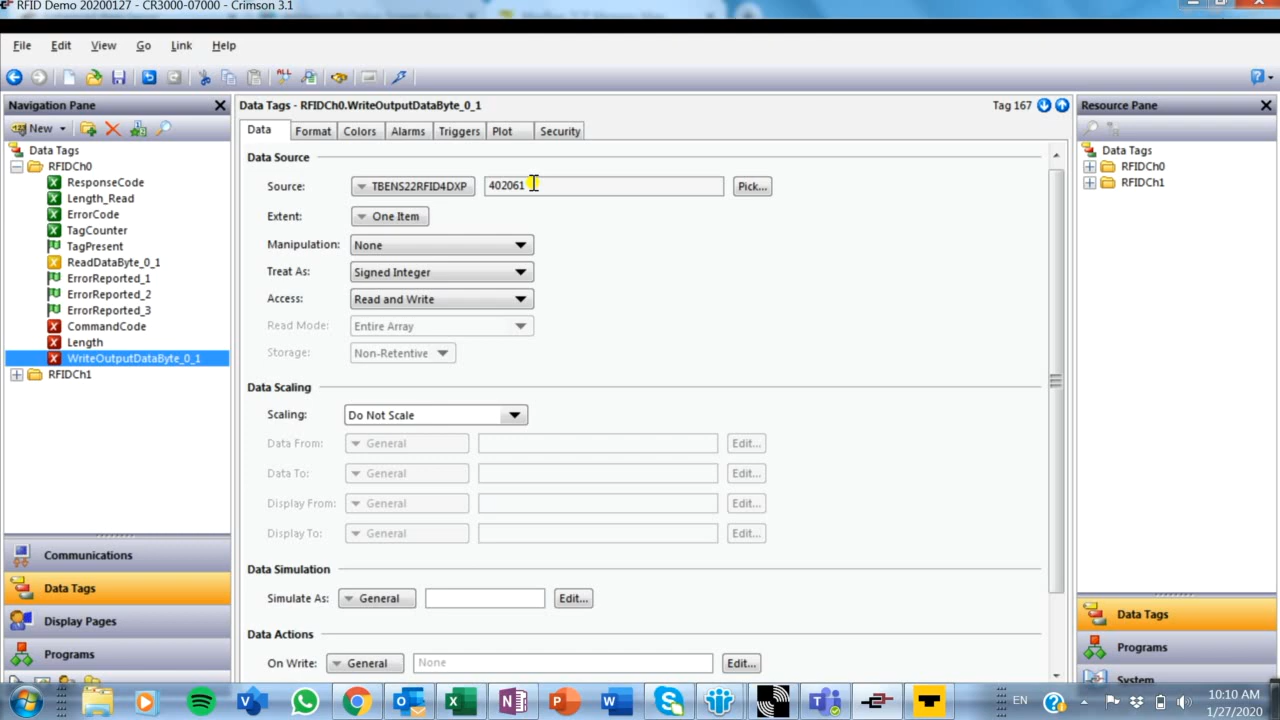 RFID Demo 20200127 - CR3000-07000 - Crimson 3.1
File Edit View Go Link Help
Navigation Pane
New
Data Tags
RFIDCh0
ResponseCode
Length_Read
ErrorCode
TagCounter
TagPresent
ReadDataByte_0_1
ErrorReported_1
ErrorReported_2
ErrorReported_3
CommandCode
Length
WriteOutputDataByte_0_1
RFIDCh1
Communications
Data Tags
Display Pages
Programs
Data Tags - RFIDCh0.WriteOutputDataByte_0_1 Tag 167
Data Format Colors Alarms Triggers Plot Security
Data Source
Source: TBENS22RFID4DXP 402061 Pick...
Extent: One Item
Manipulation: None
Treat As: Signed Integer
Access: Read and Write
Read Mode: Entire Array
Storage: Non-Retentive
Data Scaling
Scaling: Do Not Scale
Data From: General Edit...
Data To: General Edit...
Display From: General Edit...
Display To: General Edit...
Data Simulation
Simulate As: General Edit...
Data Actions
On Write: General None Edit...
Resource Pane
Data Tags
RFIDCh0
RFIDCh1
Data Tags
Programs
System
EN
10:10 AM
1/27/2020